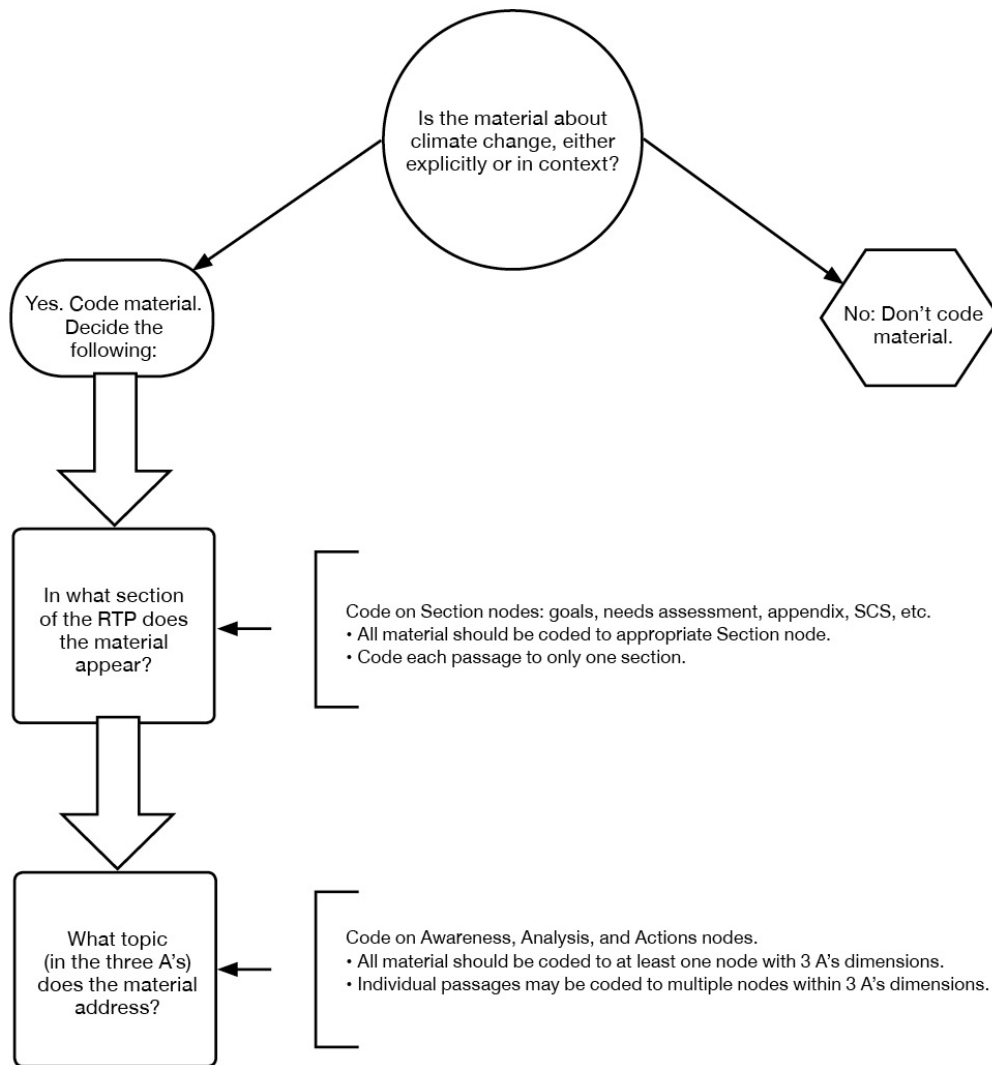 Is the material about
climate change, either
explicitly or in context?
Yes. Code material.
Decide the
following:
No: Don’t code
material.
In what section
of the RTP does
the material
appear?
Code on Section nodes: goals, needs assessment, appendix, SCS, etc.
• All material should be coded to appropriate Section node.
• Code each passage to only one section.
What topic
(in the three A’s)
does the material
address?
Code on Awareness, Analysis, and Actions nodes.
• All material should be coded to at least one node with 3 A’s dimensions.
• Individual passages may be coded to multiple nodes within 3 A’s dimensions.